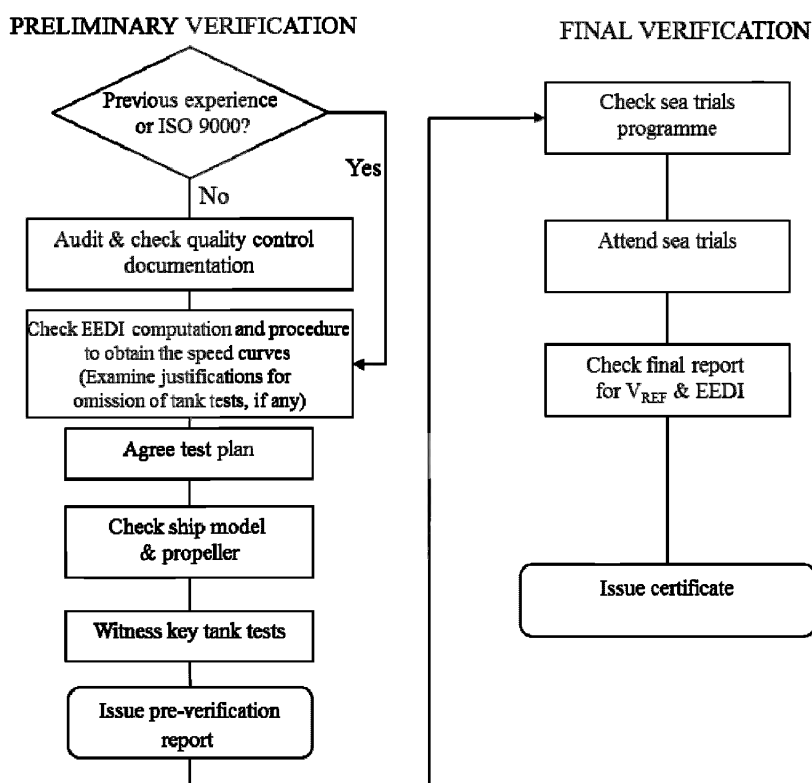 PRELIMINARY VERIFICATION
Previous experience
or ISO 9000?
Yes
No
Audit & check quality control
documentation
Check EEDI computation and procedure
to obtain the speed curves
(Examine justifications for
omission of tank tests, if any)
Agree test plan
Check ship model
& propeller
Witness key tank tests
Issue pre-verification
report
FINAL VERIFICATION
Check sea trials
programme
Attend sea trials
Check final report
for V_REF & EEDI
Issue certificate